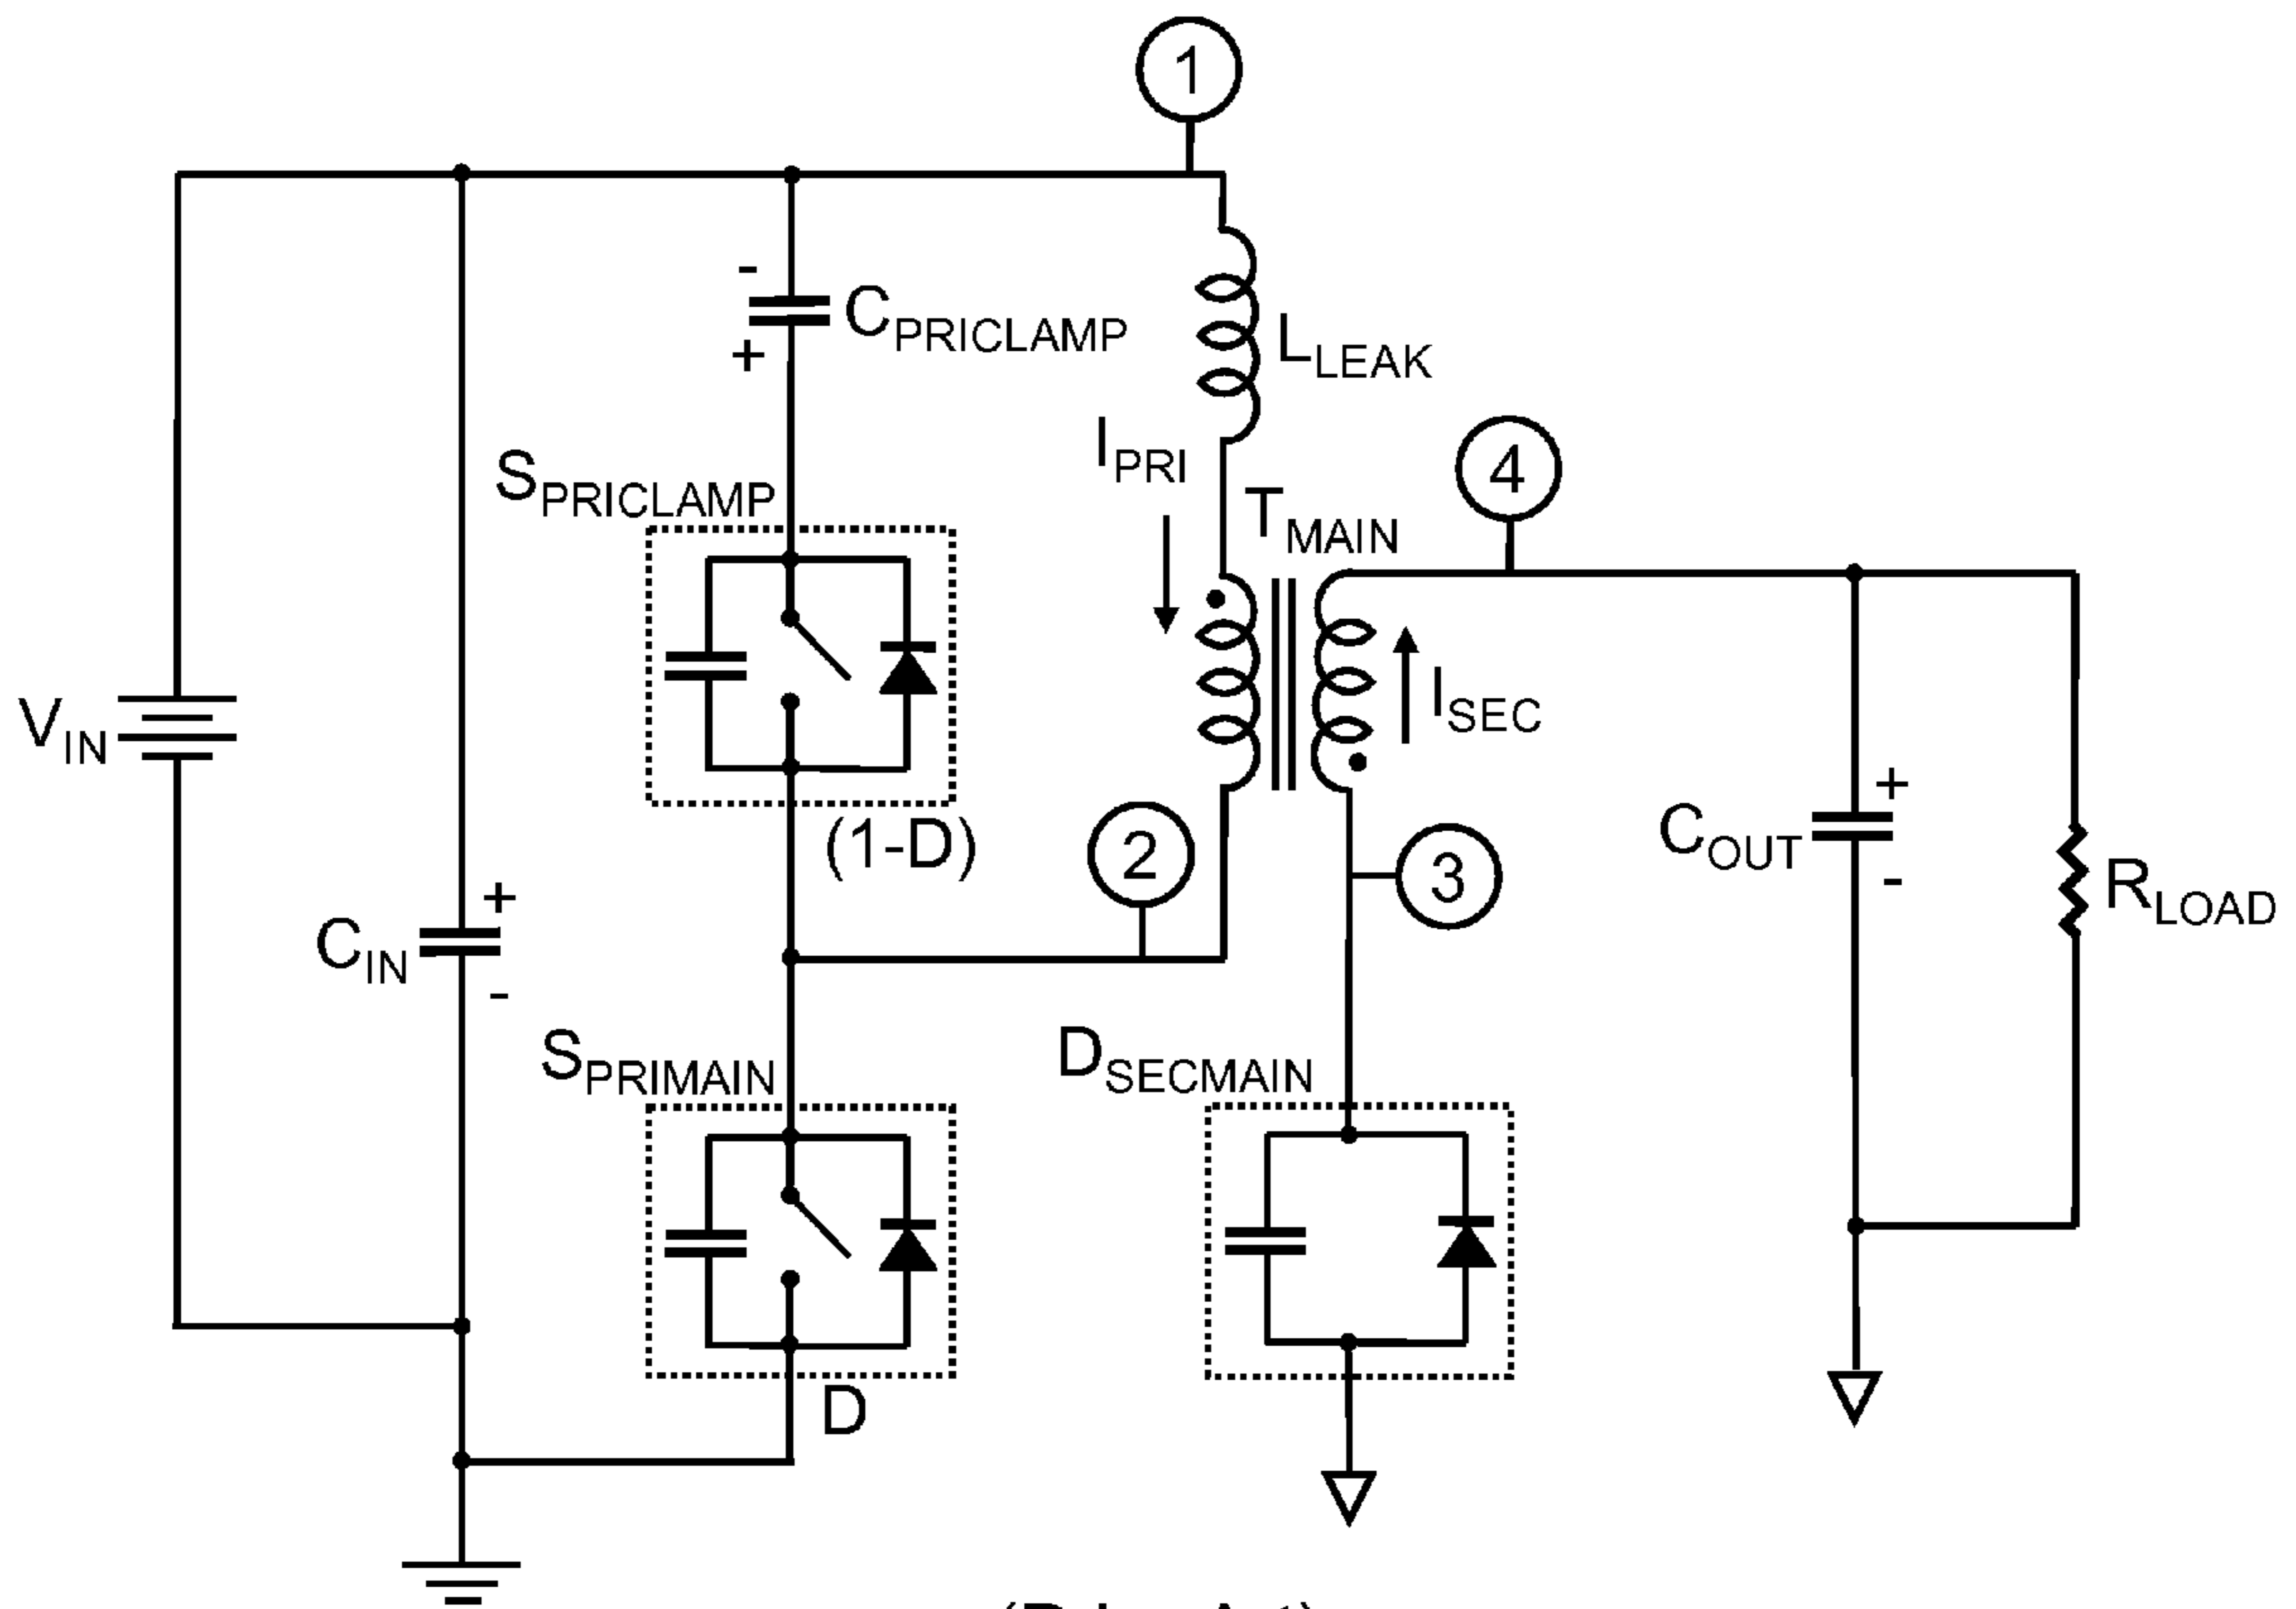 1
-
C_PRICLAMP
+
L_LEAK
I_PRI
4
S_PRICLAMP
T_MAIN
V_IN
I_SEC
(1-D)
2
3
+
C_OUT
-
R_LOAD
+
C_IN
-
S_PRIMAIN
D_SECMAIN
D